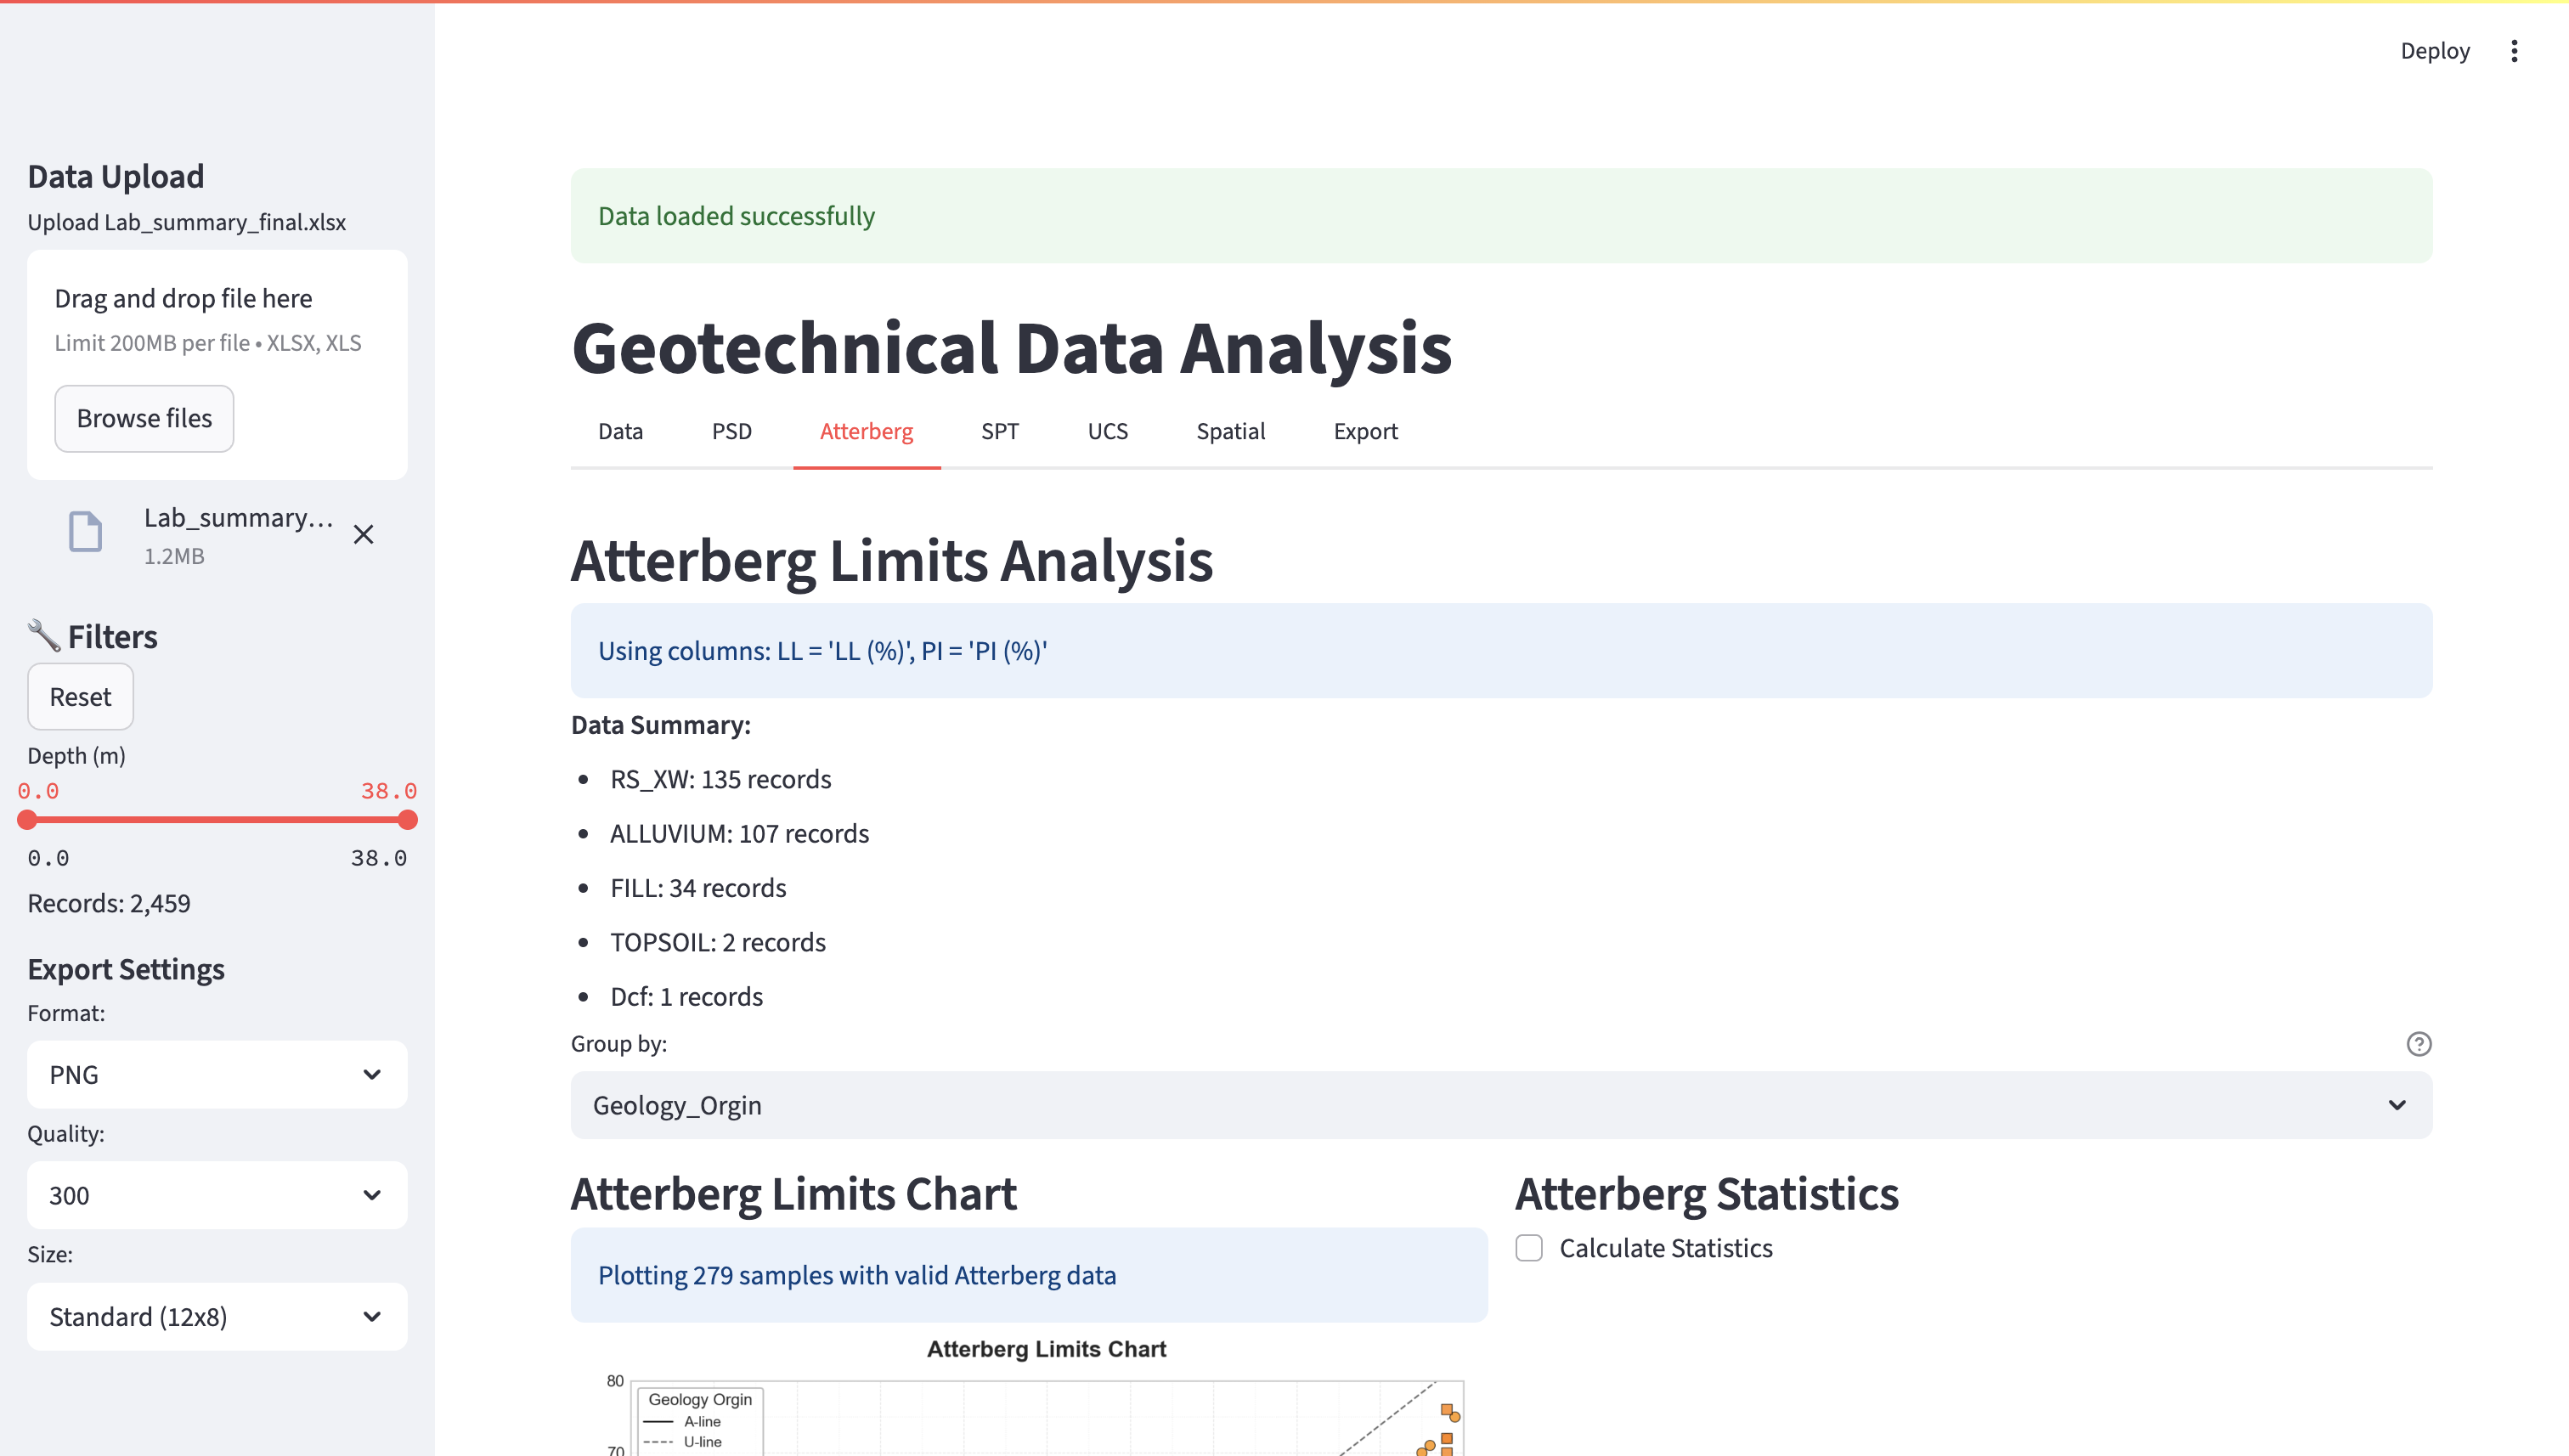 Deploy
Data Upload
Upload Lab_summary_final.xlsx
Drag and drop file here
Limit 200MB per file • XLSX, XLS
Browse files
Lab_summary...
1.2MB
Filters
Reset
Depth (m)
0.0 38.0
0.0 38.0
Records: 2,459
Export Settings
Format:
PNG
Quality:
300
Size:
Standard (12x8)
Data loaded successfully
Geotechnical Data Analysis
Data PSD Atterberg SPT UCS Spatial Export
Atterberg Limits Analysis
Using columns: LL = 'LL (%)', PI = 'PI (%)'
Data Summary:
• RS_XW: 135 records
• ALLUVIUM: 107 records
• FILL: 34 records
• TOPSOIL: 2 records
• Dcf: 1 records
Group by:
Geology_Orgin
Atterberg Limits Chart
Plotting 279 samples with valid Atterberg data
Atterberg Limits Chart
80
70
Geology Orgin
A-line
U-line
Atterberg Statistics
Calculate Statistics